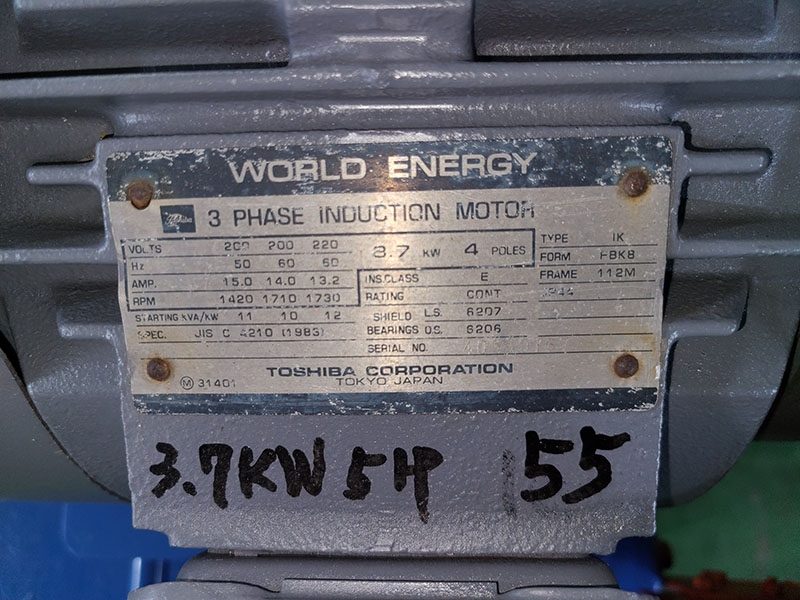 WORLD ENERGY
Toshiba 3 PHASE INDUCTION MOTOR
VOLTS 200 200 220
Hz 50 60 60
AMP. 15.0 14.0 13.2
RPM 1420 1710 1730
STARTING KVA/KW 11 10 12
SPEC. JIS C 4210 (1983)
3.7 KW 4 POLES
INS.CLASS E
RATING CONT.
SHIELD L.S. 6207
BEARINGS O.S. 6206
SERIAL NO.
TYPE IK
FORM FBK8
FRAME 112M
TOSHIBA CORPORATION
M 31401 TOKYO JAPAN
3.7KW 5HP 55